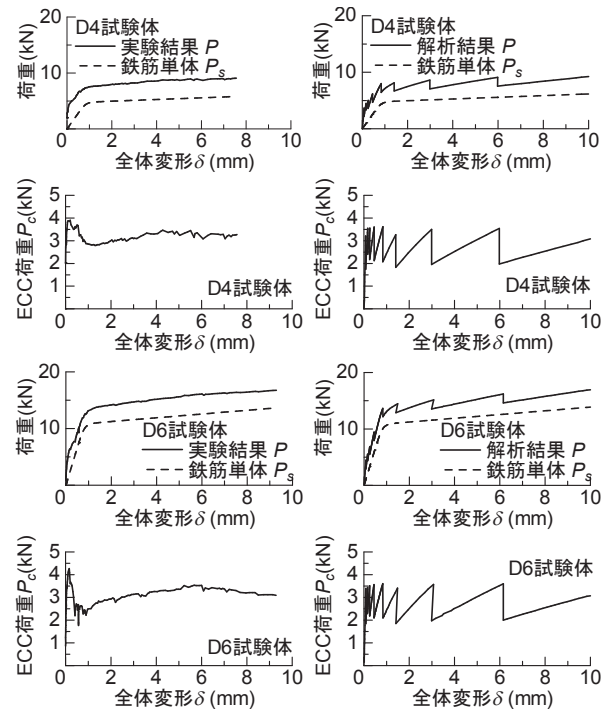 D4試験体
実験結果 P
鉄筋単体 Ps
荷重(kN)
20
10
0
0 2 4 6 8 10
全体変形δ (mm)
D4試験体
解析結果 P
鉄筋単体 Ps
荷重(kN)
20
10
0
0 2 4 6 8 10
全体変形δ (mm)
ECC荷重Pc(kN)
5
4
3
2
1
0 2 4 6 8 10
D4試験体
全体変形δ (mm)
ECC荷重Pc(kN)
5
4
3
2
1
0 2 4 6 8 10
D4試験体
全体変形δ (mm)
荷重(kN)
20
10
0
D6試験体
実験結果 P
鉄筋単体 Ps
0 2 4 6 8 10
全体変形δ (mm)
荷重(kN)
20
10
0
D6試験体
解析結果 P
鉄筋単体 Ps
0 2 4 6 8 10
全体変形δ (mm)
ECC荷重Pc(kN)
5
4
3
2
1
0 2 4 6 8 10
D6試験体
全体変形δ (mm)
D6試験体
ECC荷重Pc(kN)
5
4
3
2
1
0 2 4 6 8 10
全体変形δ (mm)